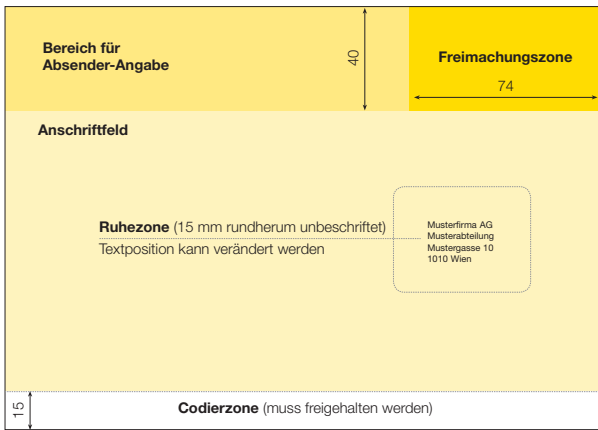 Bereich für
Absender-Angabe
40
Freimachungszone
74
Anschriftfeld
Ruhezone (15 mm rundherum unbeschriftet)
Textposition kann verändert werden
Musterfirma AG
Musterabteilung
Mustergasse 10
1010 Wien
15
Codierzone (muss freigehalten werden)